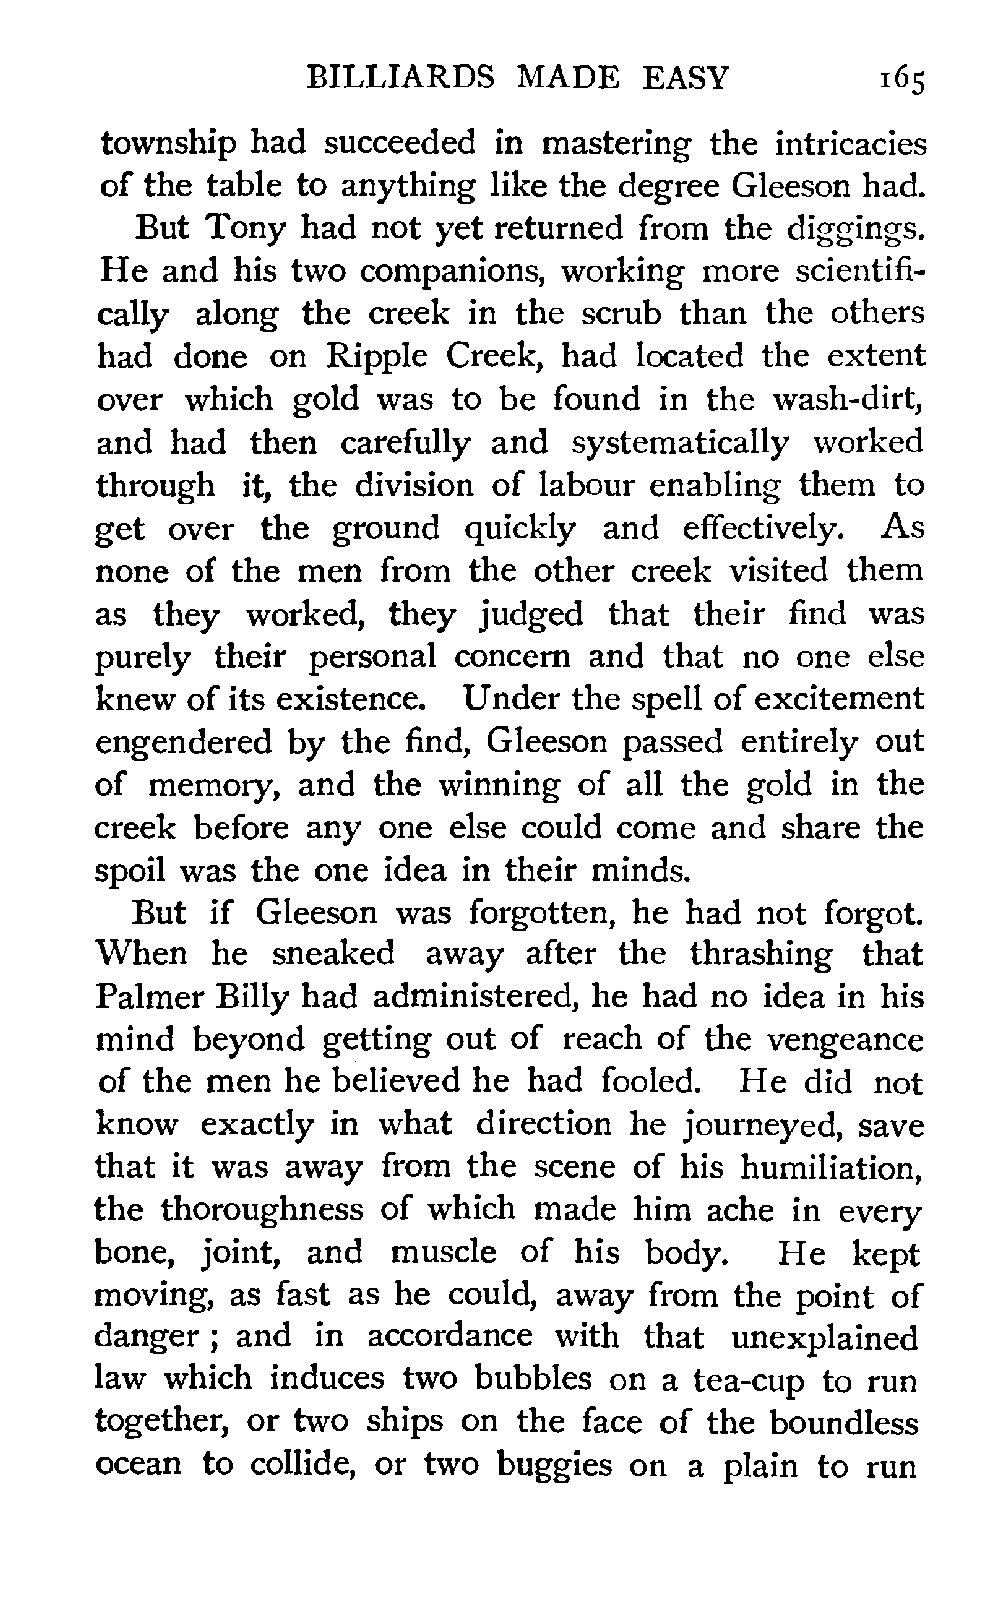 BILLIARDS MADE EASY 165
township had succeeded in mastering the intricacies
of the table to anything like the degree Gleeson had.
But Tony had not yet returned from the diggings.
He and his two companions, working more scientifi-
cally along the creek in the scrub than the others
had done on Ripple Creek, had located the extent
over which gold was to be found in the wash-dirt,
and had then carefully and systematically worked
through it, the division of labour enabling them to
get over the ground quickly and effectively. As
none of the men from the other creek visited them
as they worked, they judged that their find was
purely their personal concern and that no one else
knew of its existence. Under the spell of excitement
engendered by the find, Gleeson passed entirely out
of memory, and the winning of all the gold in the
creek before any one else could come and share the
spoil was the one idea in their minds.
But if Gleeson was forgotten, he had not forgot.
When he sneaked away after the thrashing that
Palmer Billy had administered, he had no idea in his
mind beyond getting out of reach of the vengeance
of the men he believed he had fooled. He did not
know exactly in what direction he journeyed, save
that it was away from the scene of his humiliation,
the thoroughness of which made him ache in every
bone, joint, and muscle of his body. He kept
moving, as fast as he could, away from the point of
danger ; and in accordance with that unexplained
law which induces two bubbles on a tea-cup to run
together, or two ships on the face of the boundless
ocean to collide, or two buggies on a plain to run